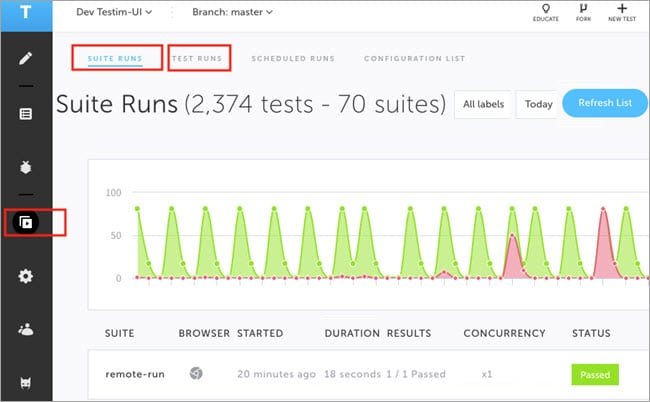 T
Dev Testim-UI
Branch: master
EDUCATE
FORK
NEW TEST
SUITE RUNS
TEST RUNS
SCHEDULED RUNS
CONFIGURATION LIST
Suite Runs (2,374 tests - 70 suites)
All labels
Today
Refresh List
100
50
0
SUITE BROWSER STARTED DURATION RESULTS CONCURRENCY STATUS
remote-run 20 minutes ago 18 seconds 1 / 1 Passed x1 Passed